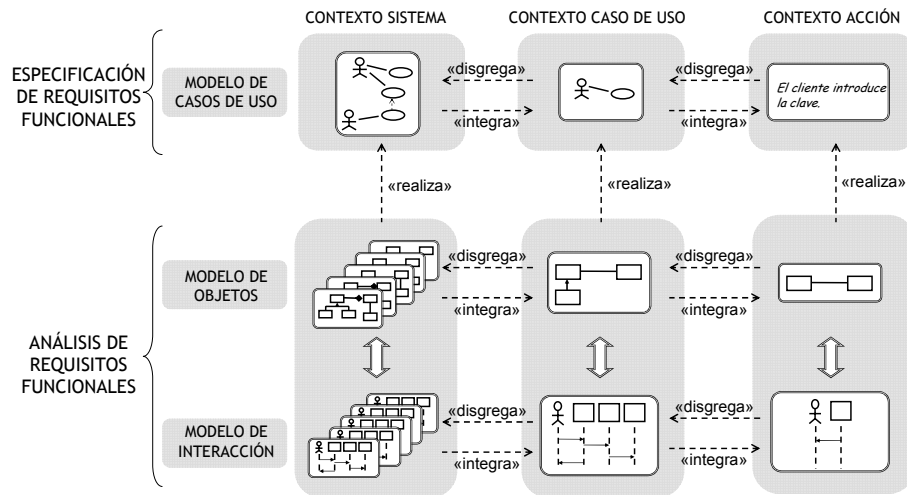 CONTEXTO SISTEMA
CONTEXTO CASO DE USO
CONTEXTO ACCIÓN
ESPECIFICACIÓN
DE REQUISITOS
FUNCIONALES
MODELO DE
CASOS DE USO
«disgrega»
«integra»
«disgrega»
«integra»
El cliente introduce
la clave.
«realiza»
«realiza»
«realiza»
ANÁLISIS DE
REQUISITOS
FUNCIONALES
MODELO DE
OBJETOS
«disgrega»
«integra»
«disgrega»
«integra»
MODELO DE
INTERACCIÓN
«disgrega»
«integra»
«disgrega»
«integra»